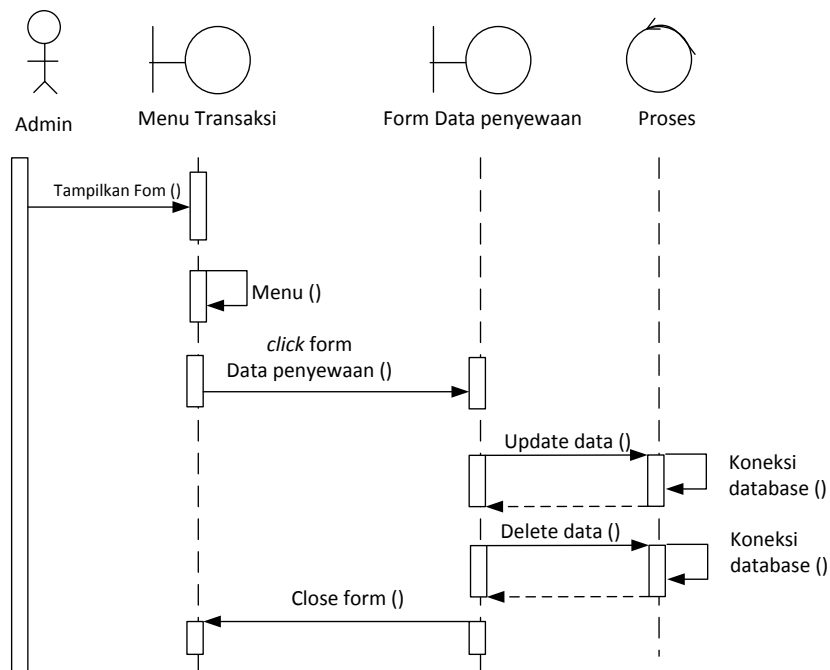 Admin
Menu Transaksi
Form Data penyewaan
Proses
Tampilkan Fom ()
Menu ()
click form
Data penyewaan ()
Update data ()
Koneksi
database ()
Delete data ()
Koneksi
database ()
Close form ()